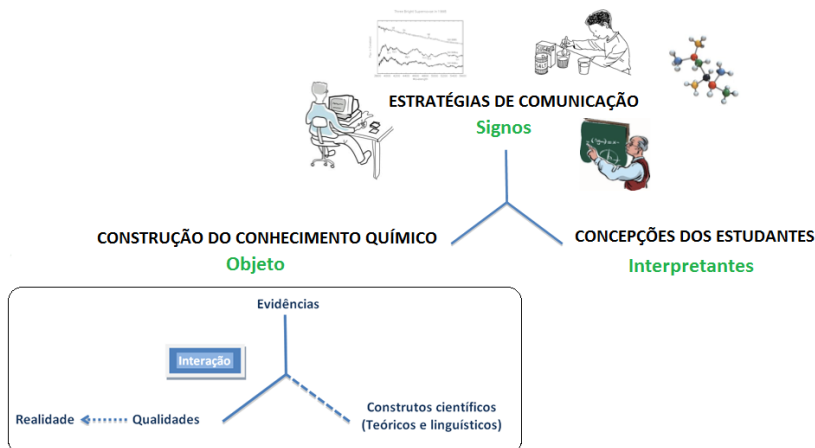 ESTRATÉGIAS DE COMUNICAÇÃO
Signos
CONSTRUÇÃO DO CONHECIMENTO QUÍMICO
Objeto
CONCEPÇÕES DOS ESTUDANTES
Interpretantes
Evidências
Interação
Realidade
Qualidades
Construtos científicos
(Teóricos e linguísticos)